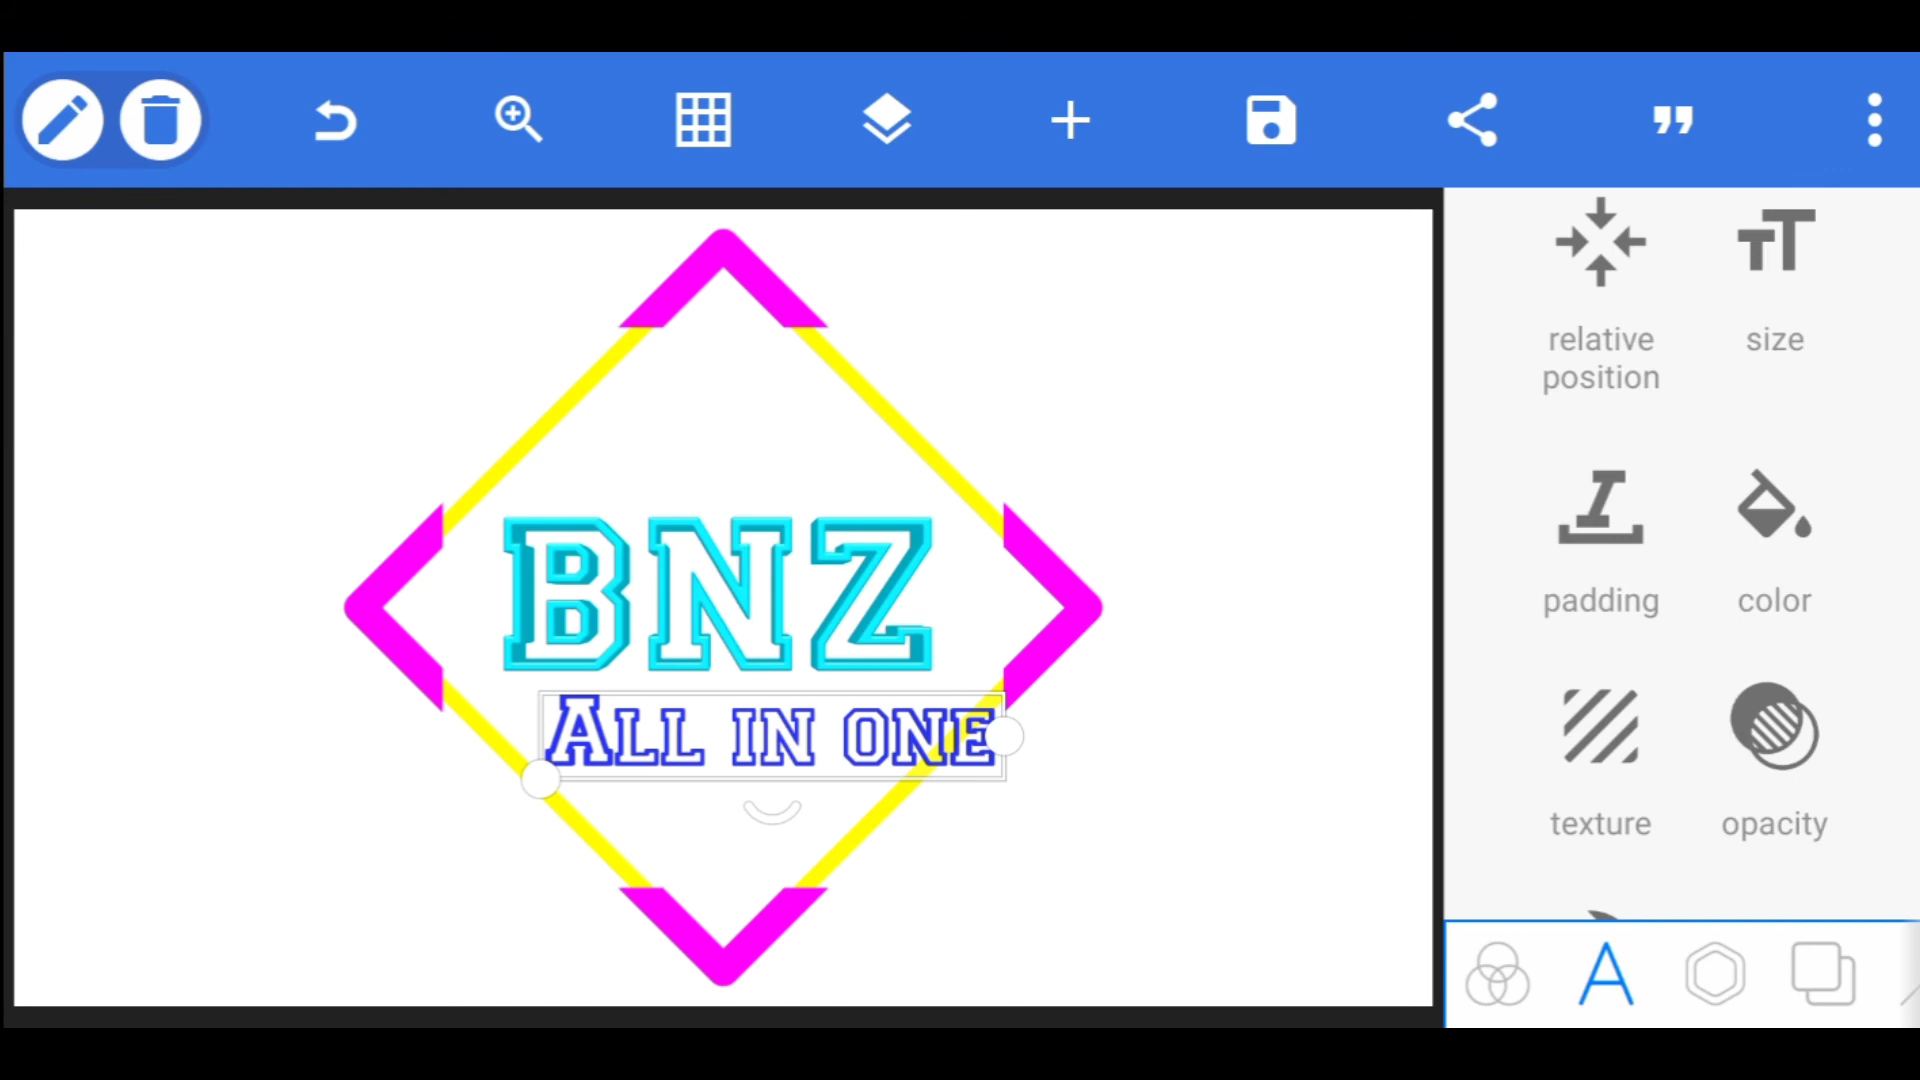 relative
position
size
BNZ
padding
color
All in one
texture
opacity